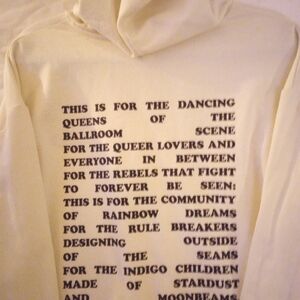 THIS IS FOR THE DANCING
QUEENS OF THE
BALLROOM SCENE
FOR THE QUEER LOVERS AND
EVERYONE IN BETWEEN
FOR THE REBELS THAT FIGHT
TO FOREVER BE SEEN:
THIS IS FOR THE COMMUNITY
OF RAINBOW DREAMS
FOR THE RULE BREAKERS
DESIGNING OUTSIDE
OF THE SEAMS
FOR THE INDIGO CHILDREN
MADE OF STARDUST
AND MOONBEAMS